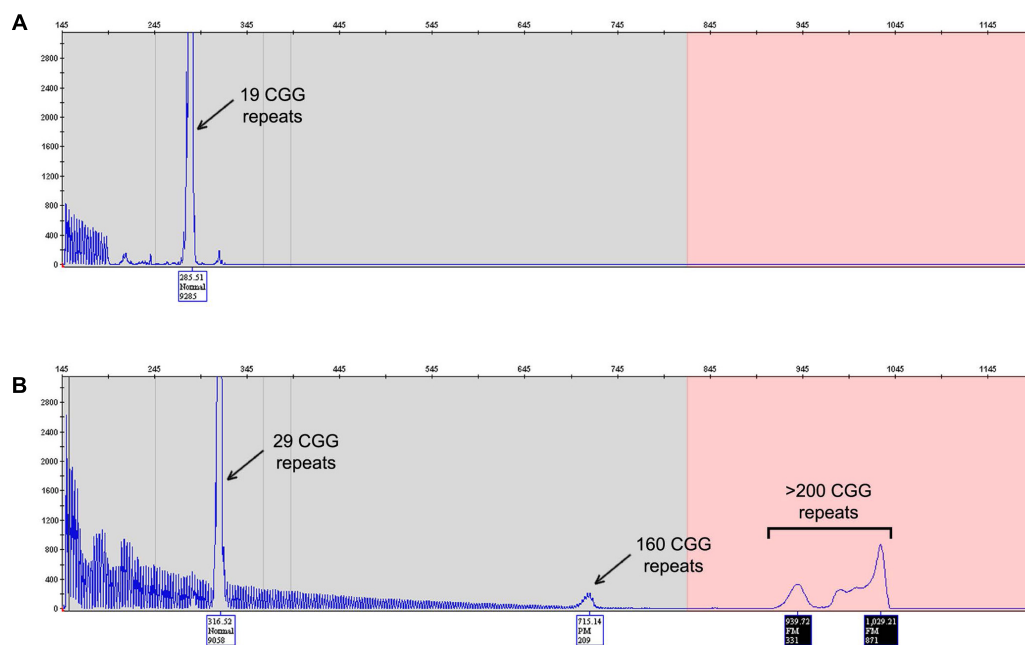 A
145 245 345 445 545 645 745 845 945 1045 1145
2800
2400
2000
1600
1200
800
400
0
19 CGG
repeats
285.51
Normal
9285
B
145 245 345 445 545 645 745 845 945 1045 1145
2800
2400
2000
1600
1200
800
400
0
29 CGG
repeats
160 CGG
repeats
>200 CGG
repeats
316.52
Normal
9058
715.14
PM
209
939.72
FM
331
1,029.21
FM
871